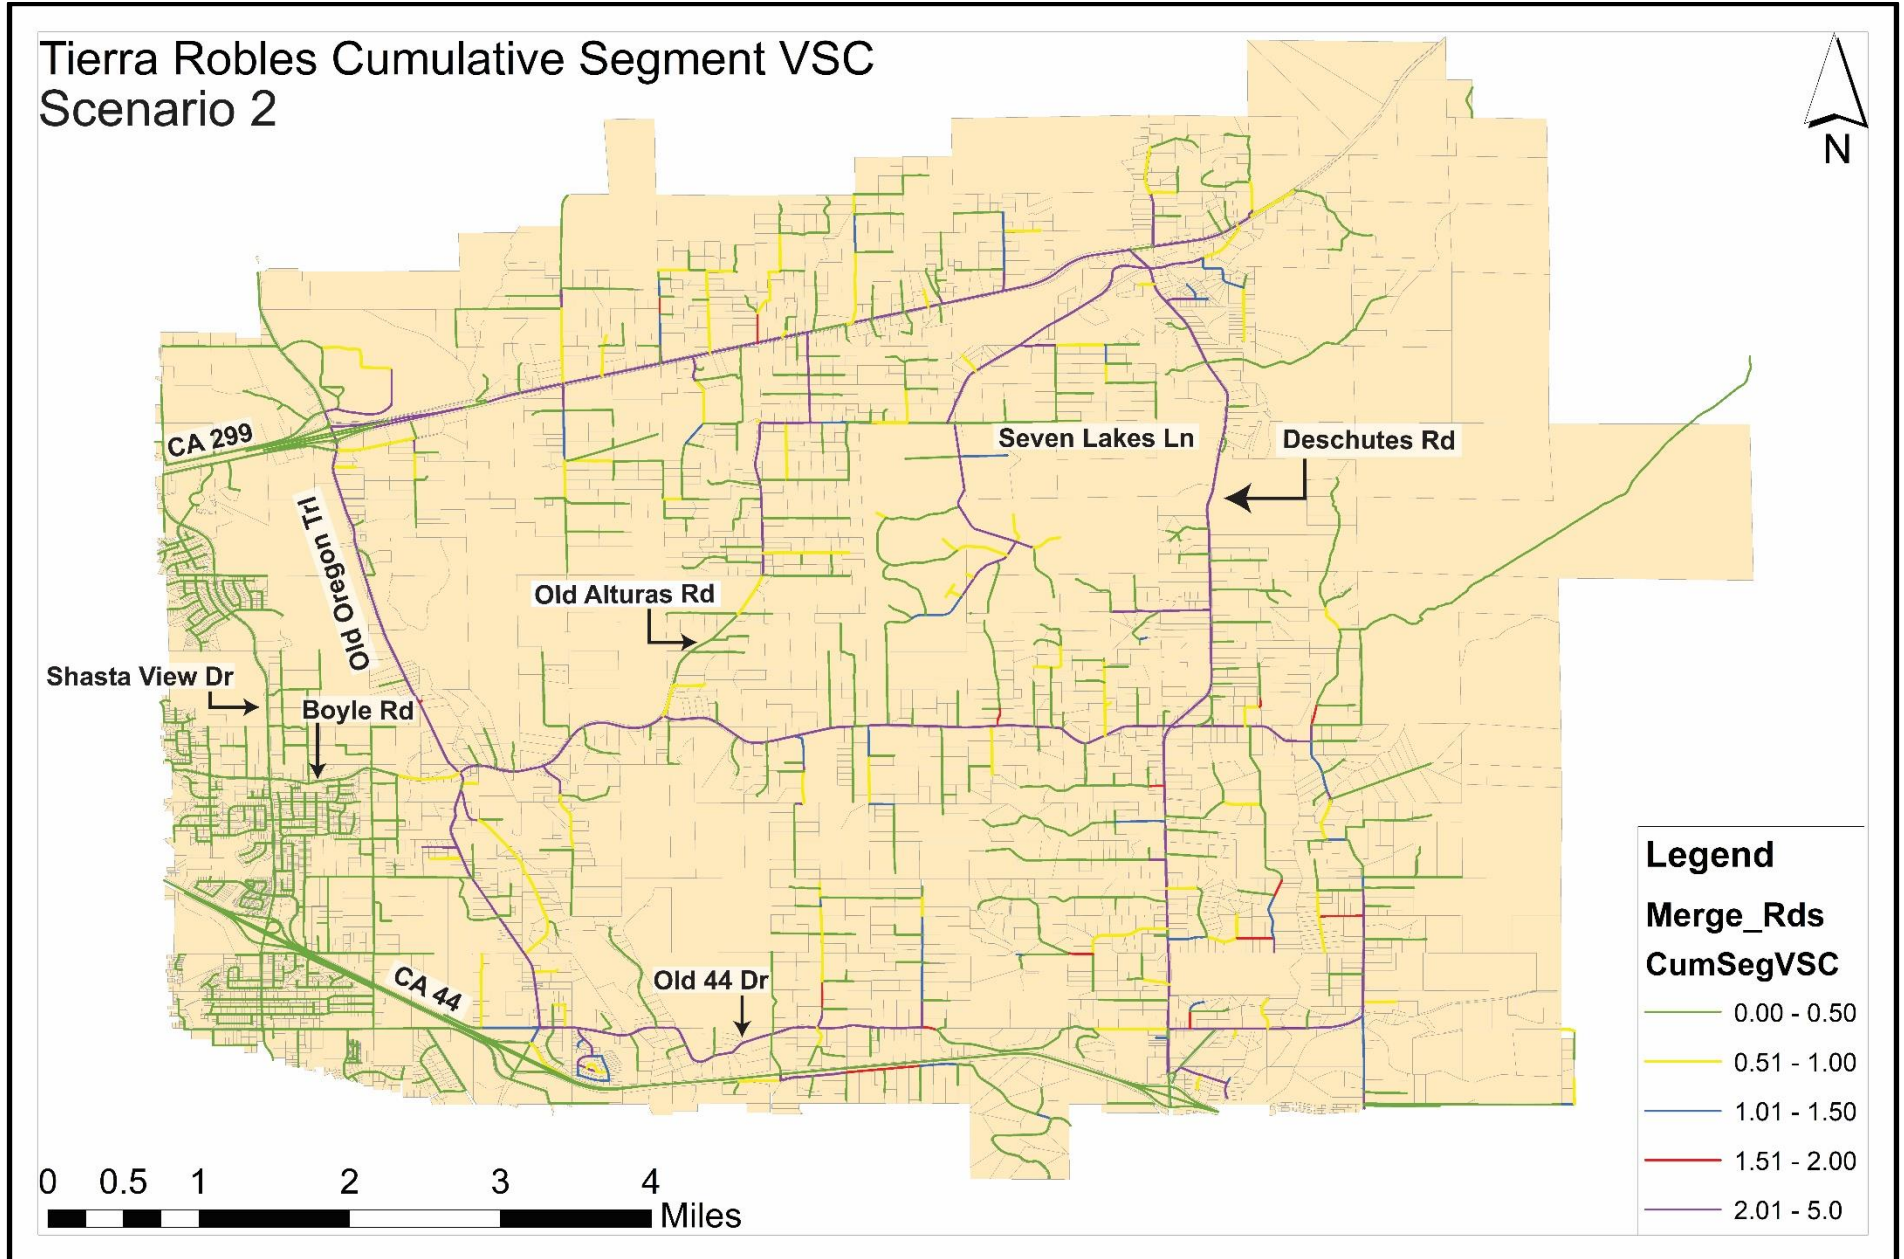 Tierra Robles Cumulative Segment VSC
Scenario 2
N
CA 299
Seven Lakes Ln
Deschutes Rd
Old Oregon Trl
Old Alturas Rd
Shasta View Dr
Boyle Rd
CA 44
Old 44 Dr
Legend
Merge_Rds
CumSegVSC
0.00 - 0.50
0.51 - 1.00
1.01 - 1.50
1.51 - 2.00
2.01 - 5.0
0 0.5 1 2 3 4
Miles